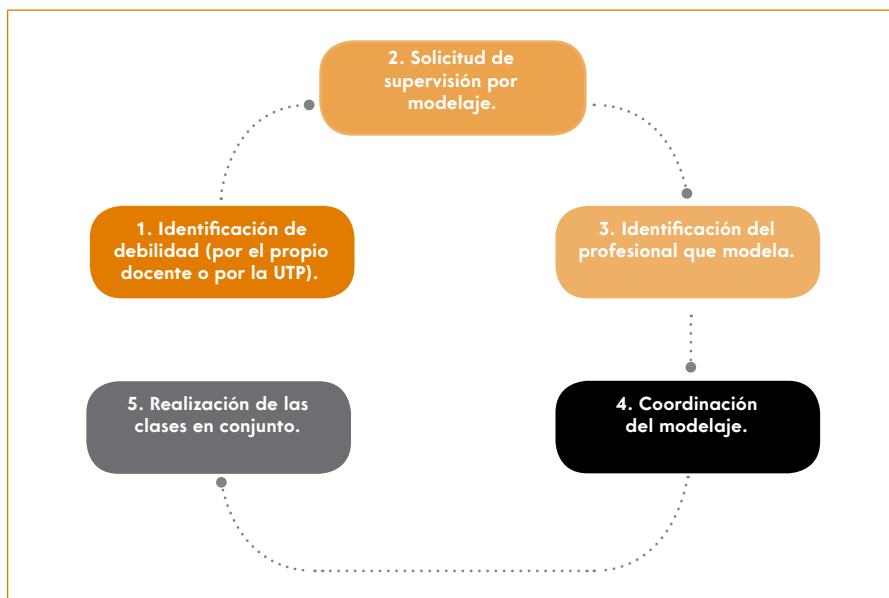 2. Solicitud de
supervisión por
modelaje.
1. Identificación de
debilidad (por el propio
docente o por la UTP).
3. Identificación del
profesional que modela.
4. Coordinación
del modelaje.
5. Realización de las
clases en conjunto.